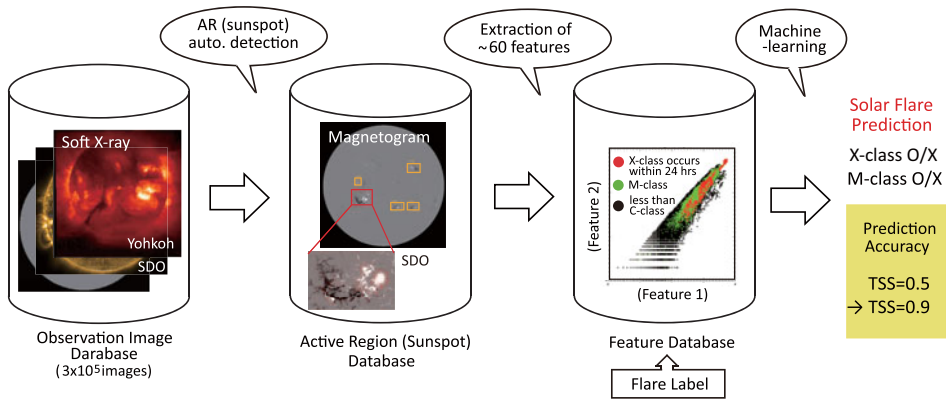 AR (sunspot)
auto. detection
Extraction of
~60 features
Machine
-learning
Soft X-ray
Yohkoh
SDO
Observation Image
Darabase
(3x10⁵images)
Magnetogram
SDO
Active Region (Sunspot)
Database
X-class occurs
within 24 hrs
M-class
less than
C-class
(Feature 2)
(Feature 1)
Feature Database
Flare Label
Solar Flare
Prediction
X-class O/X
M-class O/X
Prediction
Accuracy
TSS=0.5
→ TSS=0.9